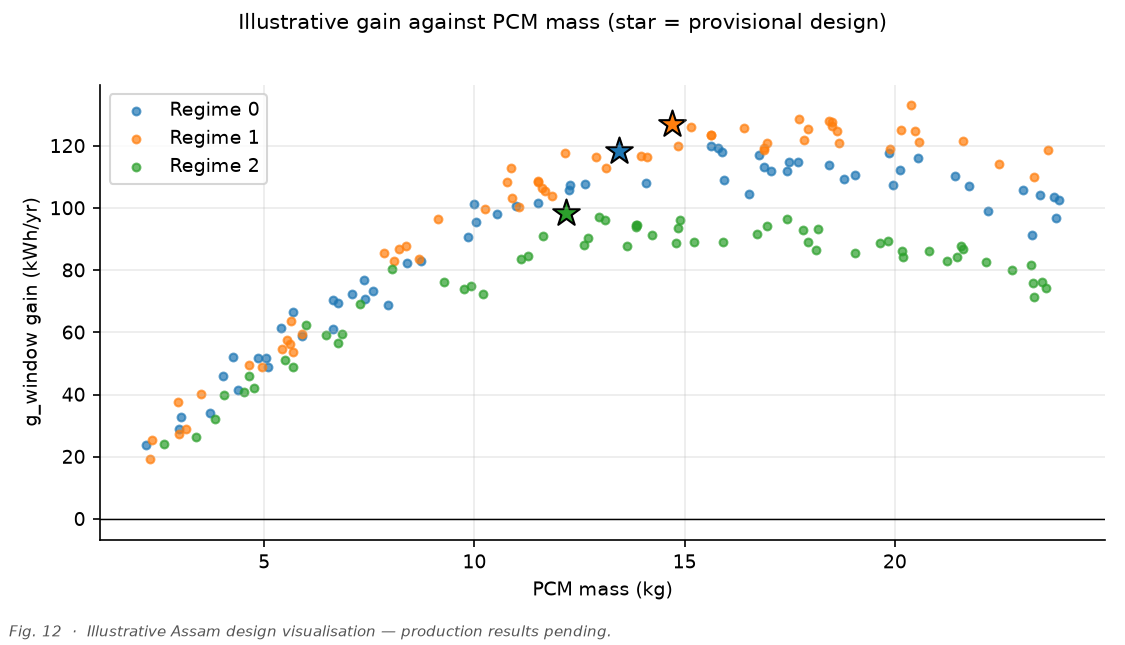 Illustrative gain against PCM mass (star = provisional design)
Regime 0
Regime 1
Regime 2
g_window gain (kWh/yr)
120
100
80
60
40
20
0
5 10 15 20
PCM mass (kg)
Fig. 12 · Illustrative Assam design visualisation — production results pending.